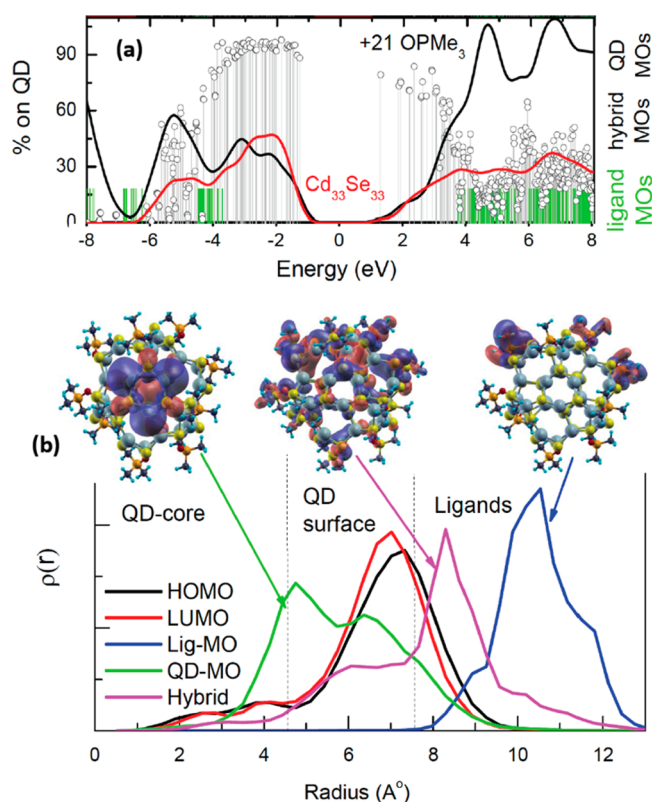 (a)
+21 OPMe3
Cd33Se33
% on QD
90
60
30
0
-8 -6 -4 -2 0 2 4 6 8
Energy (eV)
QD MOs
hybrid MOs
ligand MOs
(b)
QD-core
QD surface
Ligands
ρ(r)
HOMO
LUMO
Lig-MO
QD-MO
Hybrid
0 2 4 6 8 10 12
Radius (A°)